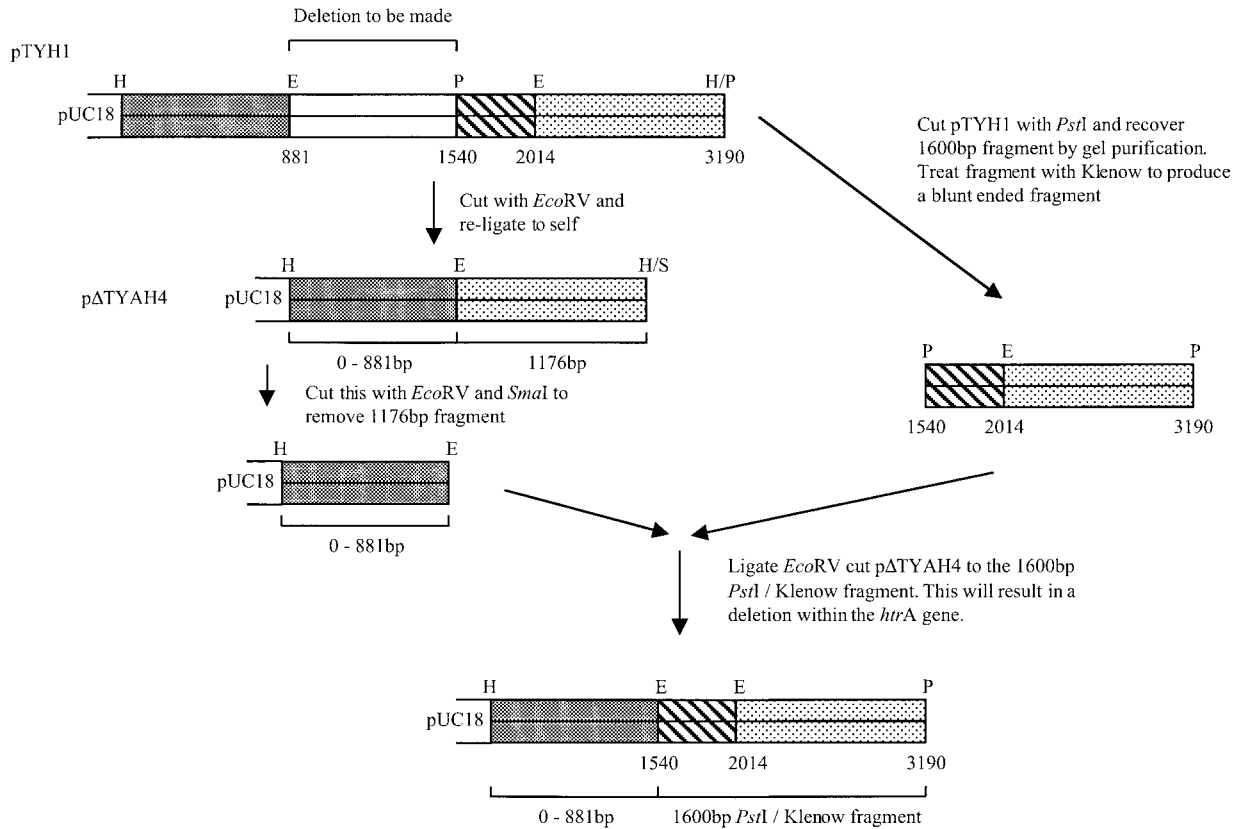 Deletion to be made
pTYH1
H E P E H/P
pUC18
881 1540 2014 3190
Cut pTYH1 with PstI and recover
1600bp fragment by gel purification.
Treat fragment with Klenow to produce
a blunt ended fragment
Cut with EcoRV and
re-ligate to self
H E H/S
pΔTYAH4 pUC18
0 - 881bp 1176bp
Cut this with EcoRV and SmaI to
remove 1176bp fragment
P E P
1540 2014 3190
H E
pUC18
0 - 881bp
Ligate EcoRV cut pΔTYAH4 to the 1600bp
PstI / Klenow fragment. This will result in a
deletion within the htrA gene.
H E E P
pUC18
1540 2014 3190
0 - 881bp 1600bp PstI / Klenow fragment